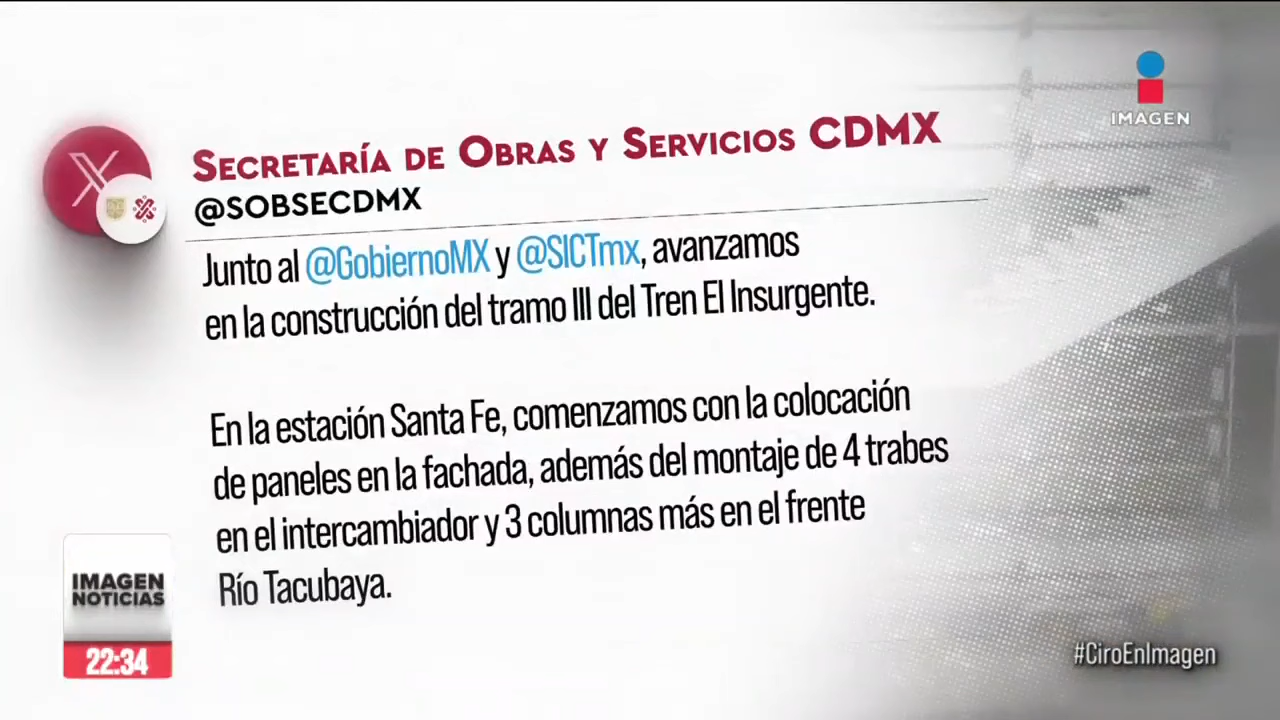 IMAGEN
SECRETARÍA DE OBRAS Y SERVICIOS CDMX
@SOBSECDMX
Junto al @GobiernoMX y @SICTmx, avanzamos
en la construcción del tramo III del Tren El Insurgente.
En la estación Santa Fe, comenzamos con la colocación
de paneles en la fachada, además del montaje de 4 trabes
en el intercambiador y 3 columnas más en el frente
Río Tacubaya.
IMAGEN
NOTICIAS
22:34
#CiroEnImagen